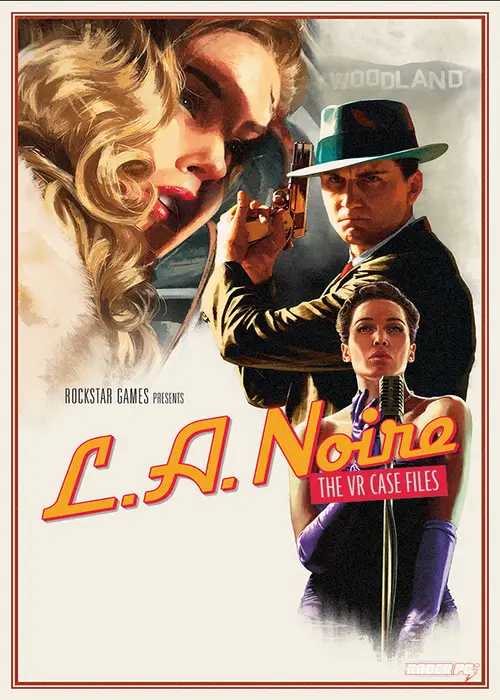 WOODLAND
ROCKSTAR GAMES PRESENTS
L.A. Noire
THE VR CASE FILES